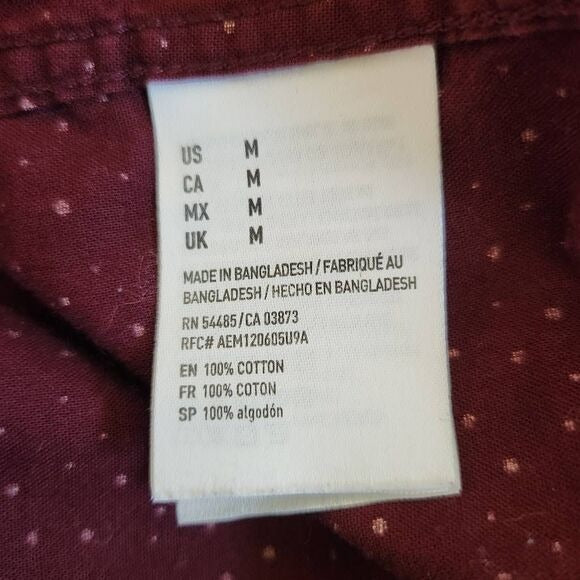 US M
CA M
MX M
UK M
MADE IN BANGLADESH / FABRIQUÉ AU
BANGLADESH / HECHO EN BANGLADESH
RN 54485 / CA 03873
RFC# AEM120605U9A
EN 100% COTTON
FR 100% COTON
SP 100% algodón